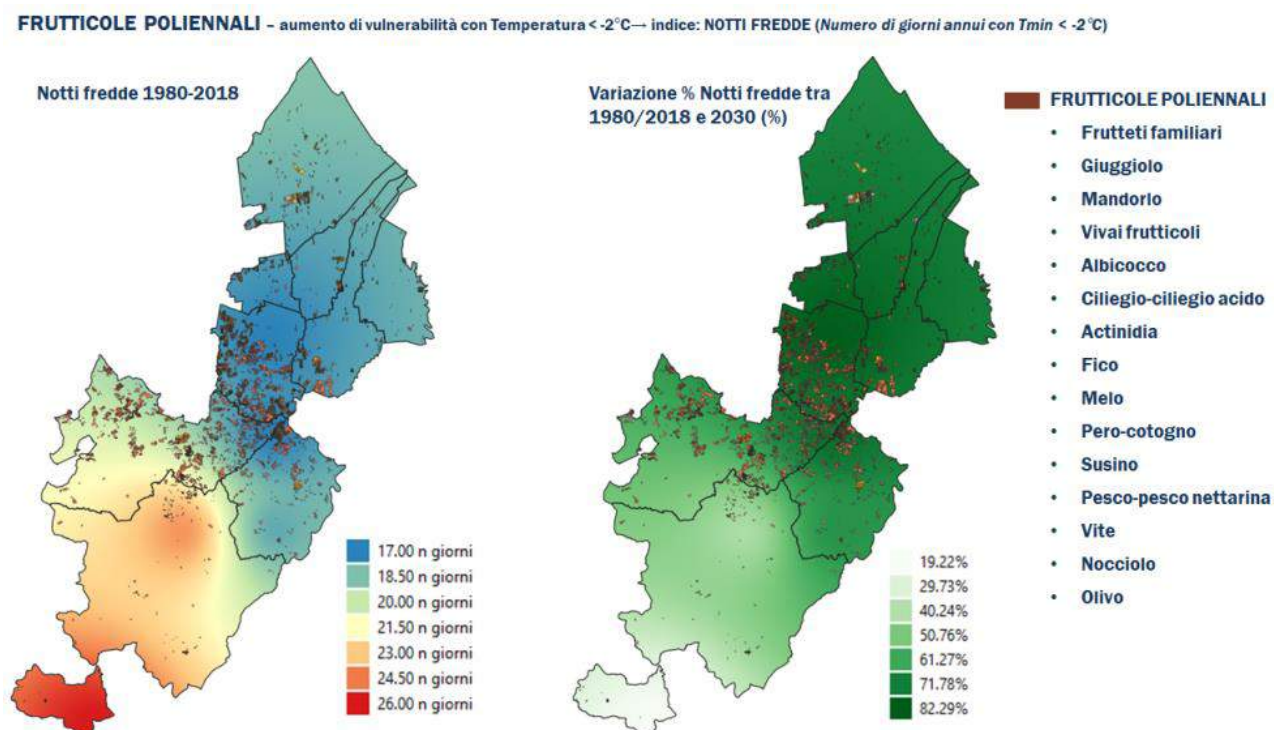 FRUTTICOLE POLIENNALI – aumento di vulnerabilità con Temperatura < -2°C→ indice: NOTTI FREDDE (Numero di giorni annui con Tmin < -2°C)
Notti fredde 1980-2018
17.00 n giorni
18.50 n giorni
20.00 n giorni
21.50 n giorni
23.00 n giorni
24.50 n giorni
26.00 n giorni
Variazione % Notti fredde tra
1980/2018 e 2030 (%)
19.22%
29.73%
40.24%
50.76%
61.27%
71.78%
82.29%
FRUTTICOLE POLIENNALI
• Frutteti familiari
• Giuggiolo
• Mandorlo
• Vivai frutticoli
• Albicocco
• Ciliegio-ciliegio acido
• Actinidia
• Fico
• Melo
• Pero-cotogno
• Susino
• Pesco-pesco nettarina
• Vite
• Nocciolo
• Olivo